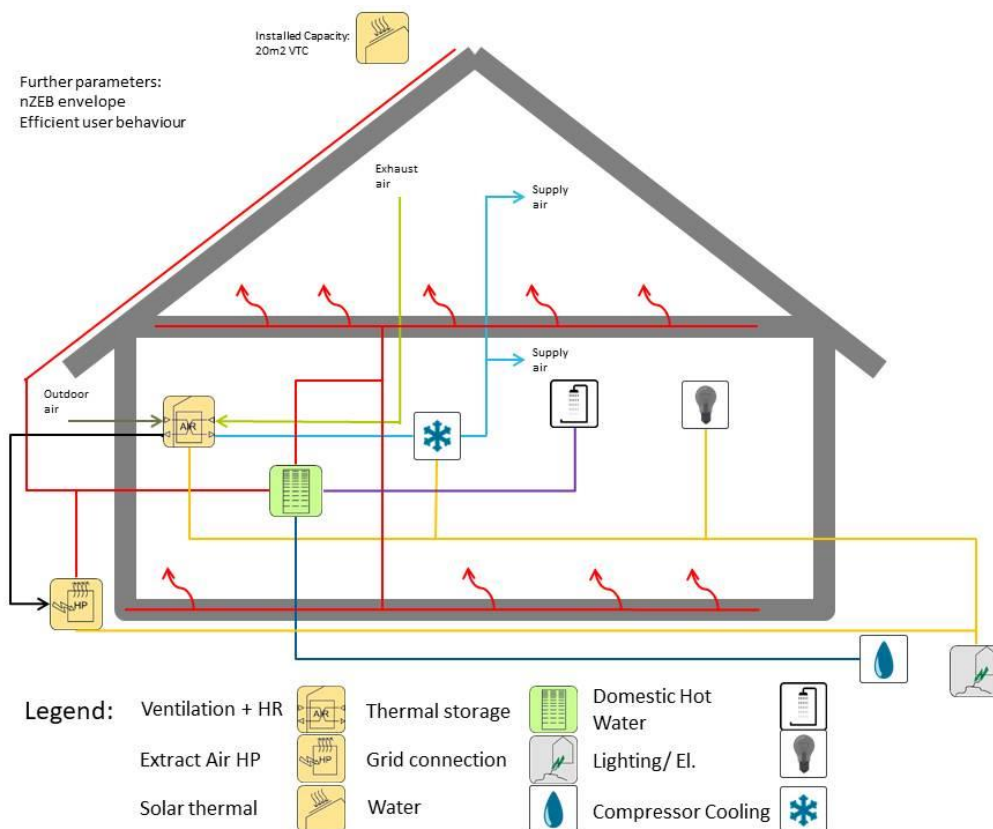 Installed Capacity:
20m2 VTC
Further parameters:
nZEB envelope
Efficient user behaviour
Exhaust
air
Supply
air
Supply
air
Outdoor
air
AIR
HP
Legend:
Ventilation + HR
AIR
Thermal storage
Domestic Hot
Water
Extract Air HP
HP
Grid connection
Lighting/ El.
Solar thermal
Water
Compressor Cooling